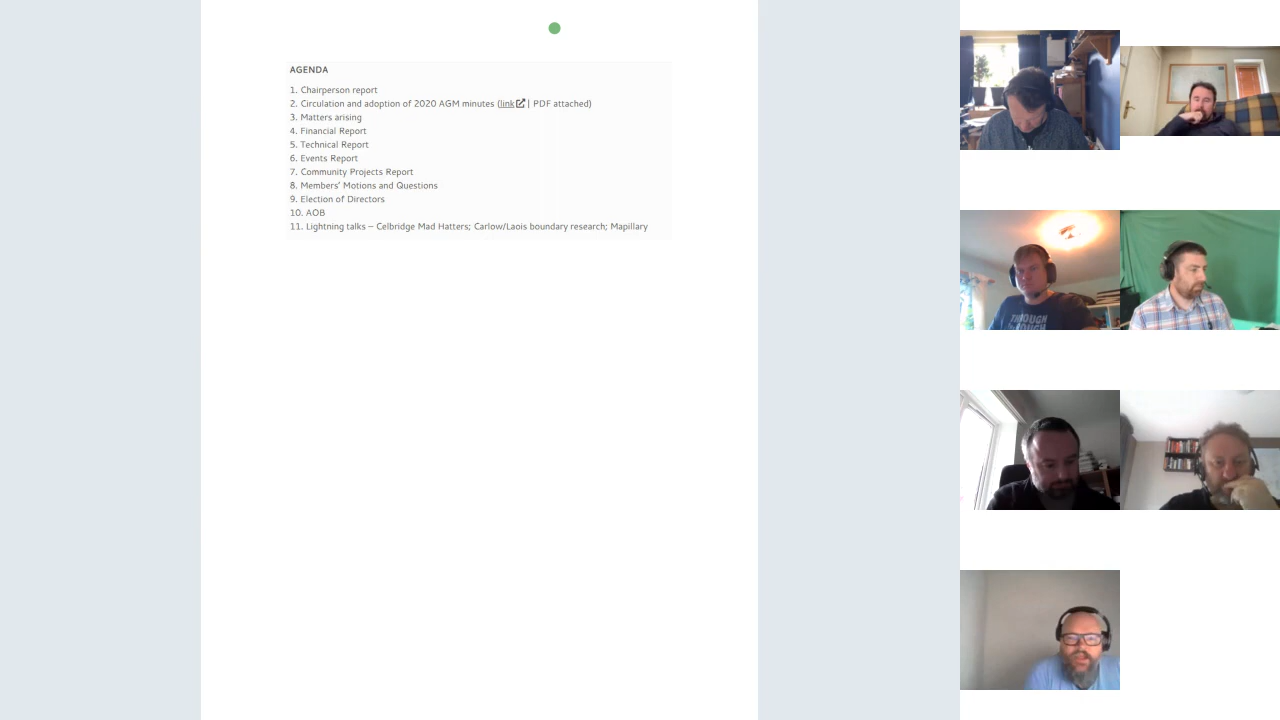 AGENDA
1. Chairperson report
2. Circulation and adoption of 2020 AGM minutes (link | PDF attached)
3. Matters arising
4. Financial Report
5. Technical Report
6. Events Report
7. Community Projects Report
8. Members' Motions and Questions
9. Election of Directors
10. AOB
11. Lightning talks – Celbridge Mad Hatters; Carlow/Laois boundary research; Mapillary
THROUGH